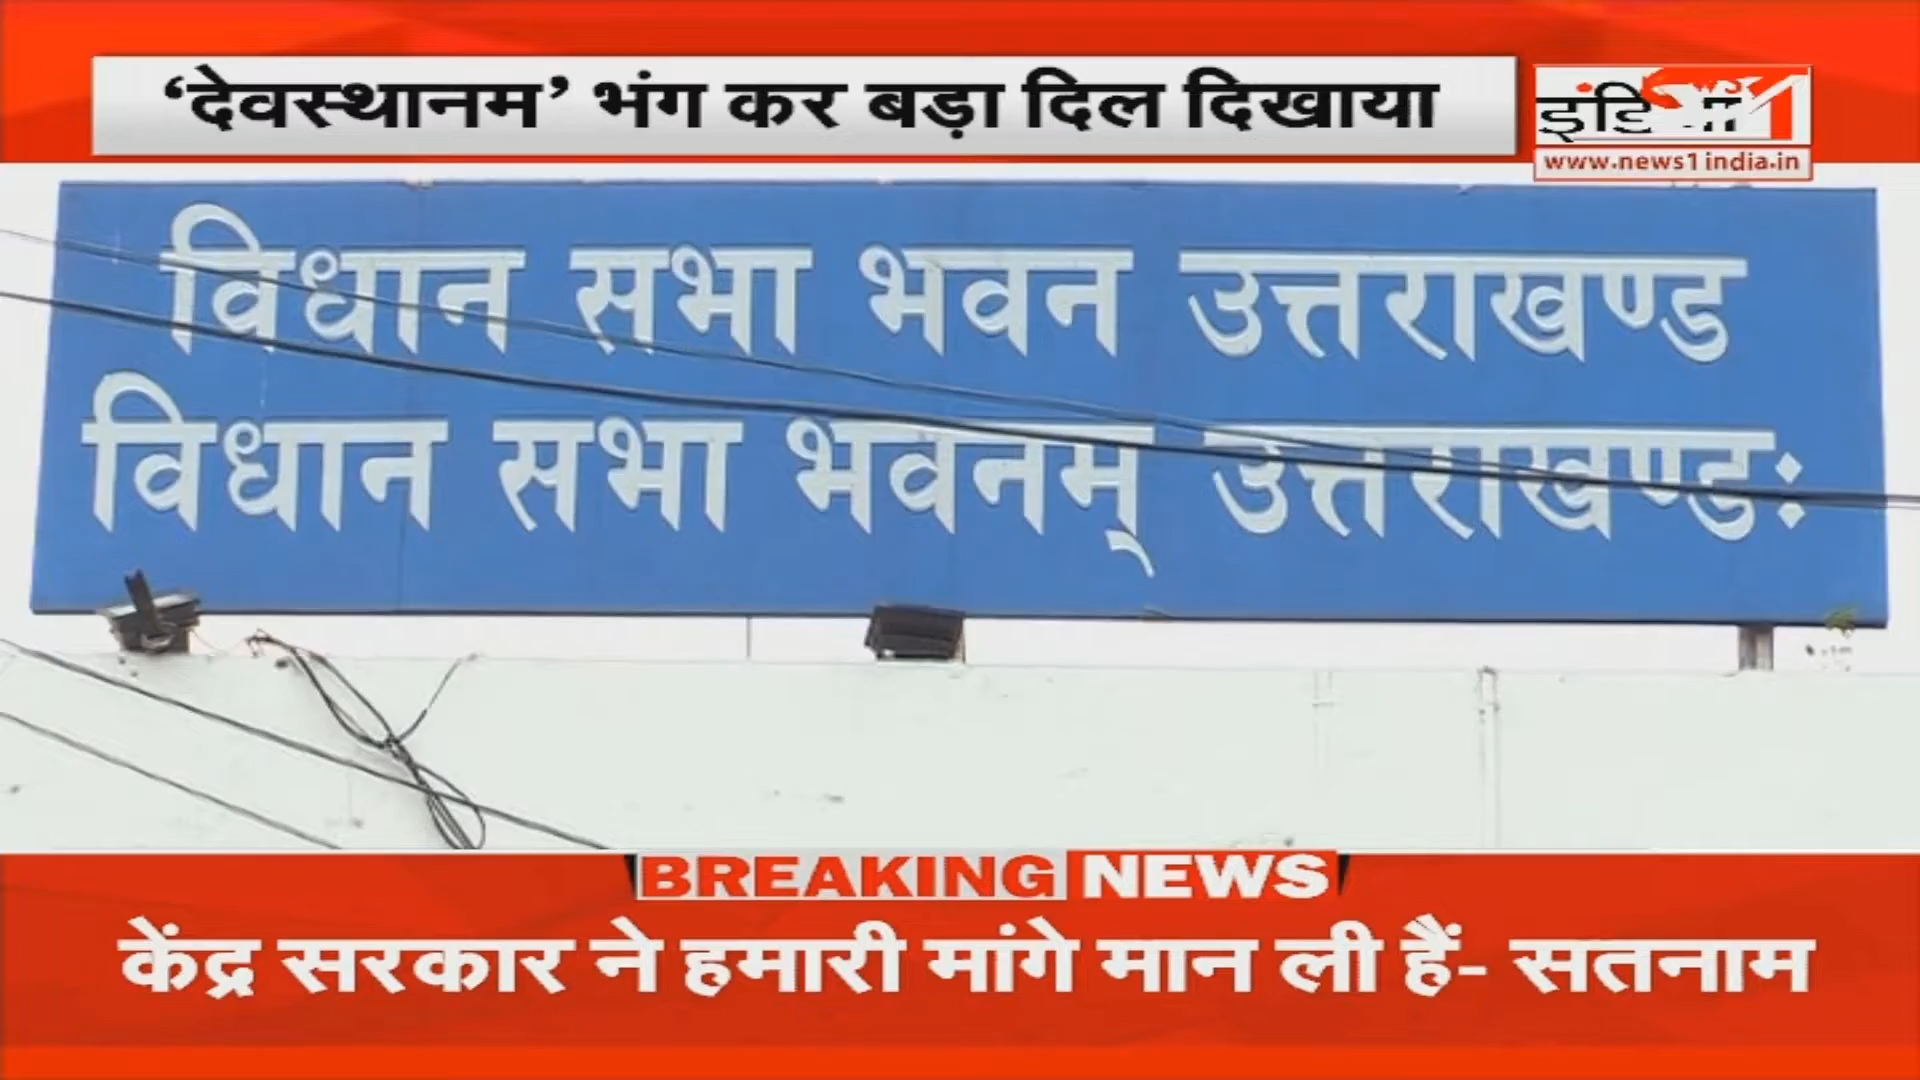 ‘देवस्थानम’ भंग कर बड़ा दिल दिखाया
www.news1india.in
विधान सभा भवन उत्तराखण्ड
विधान सभा भवनम् उत्तराखण्डः
BREAKING NEWS
केंद्र सरकार ने हमारी मांगे मान ली हैं- सतनाम